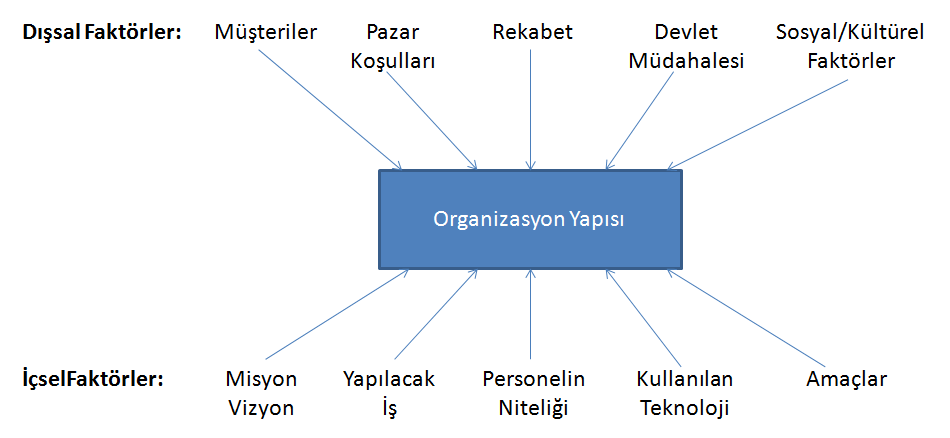 Dışsal Faktörler: Müşteriler Pazar Rekabet Devlet Sosyal/Kültürel
Koşulları Müdahalesi Faktörler
Organizasyon Yapısı
İçselFaktörler: Misyon Yapılacak Personelin Kullanılan Amaçlar
Vizyon İş Niteliği Teknoloji